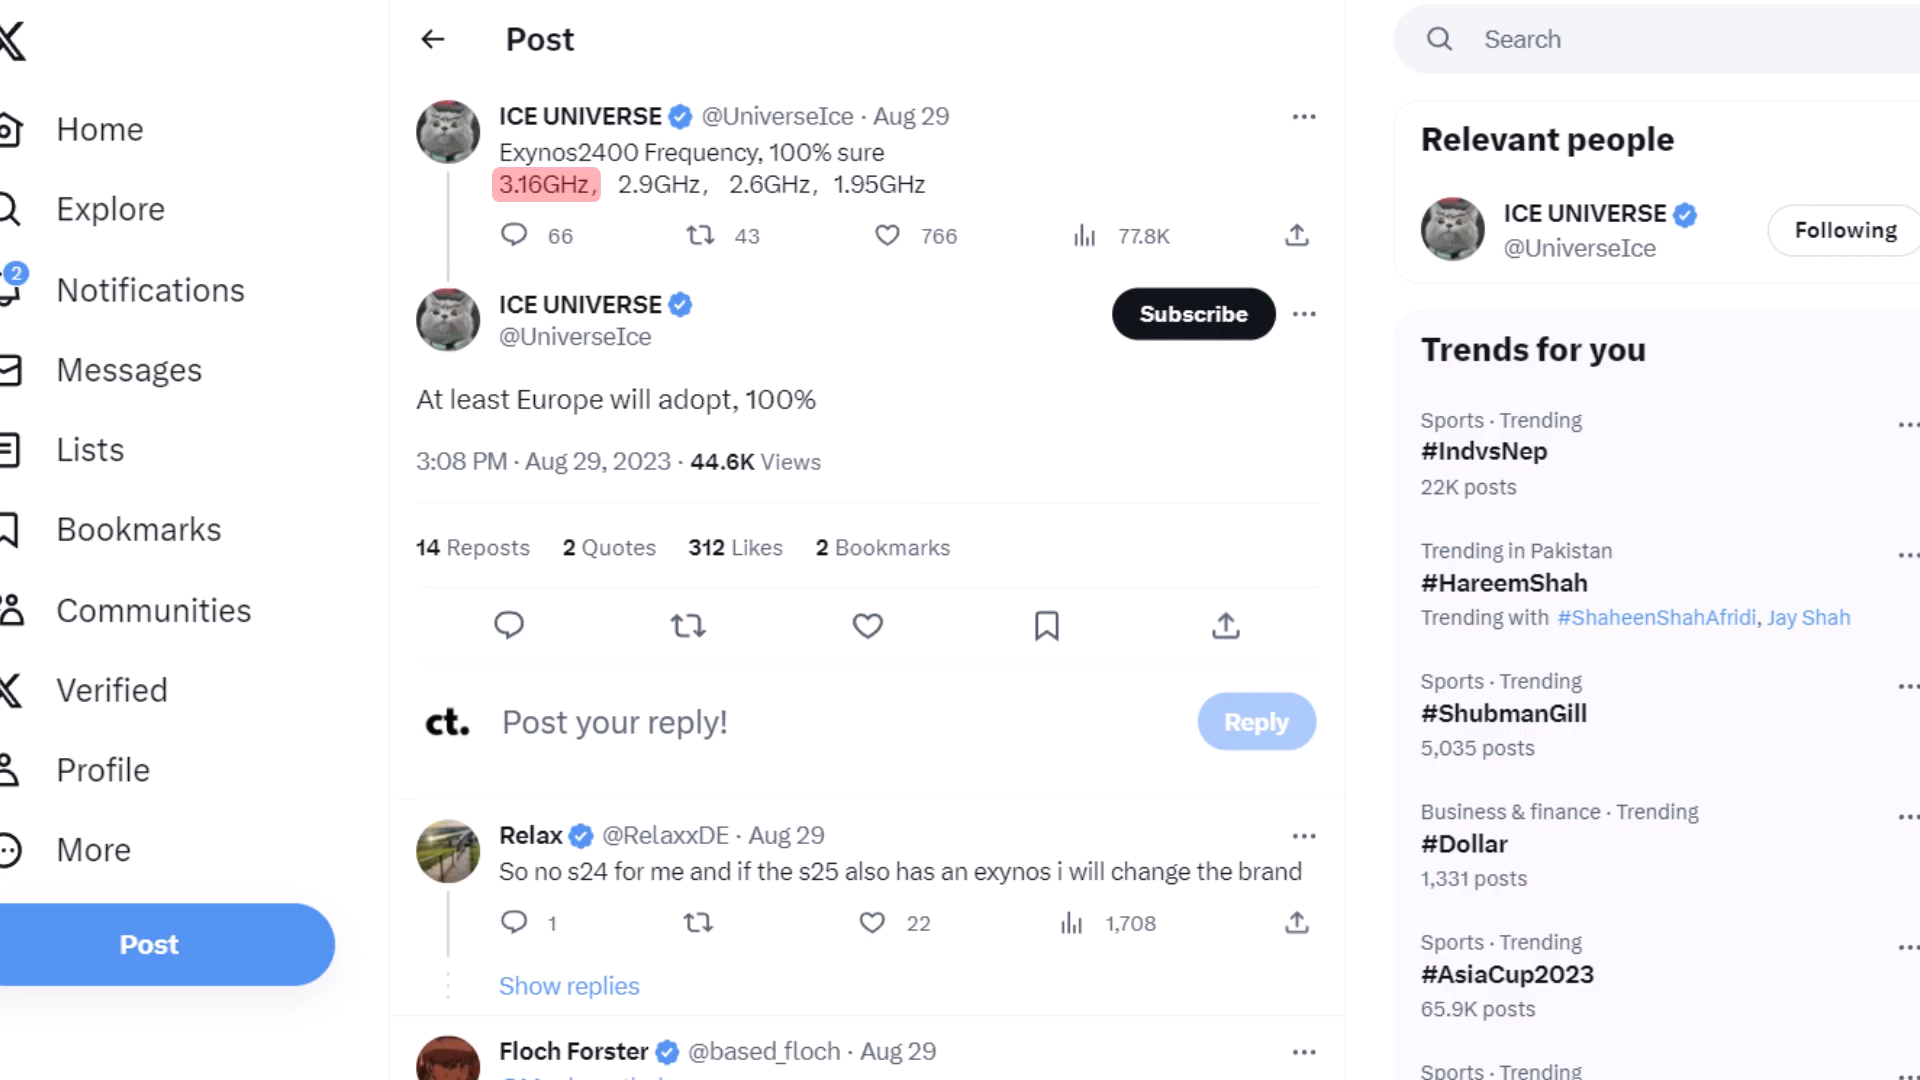 Home
Explore
2
Notifications
Messages
Lists
Bookmarks
Communities
Verified
Profile
More
Post
Post
ICE UNIVERSE @UniverseIce · Aug 29
Exynos2400 Frequency, 100% sure
3.16GHz, 2.9GHz, 2.6GHz, 1.95GHz
66 43 766 77.8K
ICE UNIVERSE
@UniverseIce
Subscribe
At least Europe will adopt, 100%
3:08 PM · Aug 29, 2023 · 44.6K Views
14 Reposts 2 Quotes 312 Likes 2 Bookmarks
ct. Post your reply!
Reply
Relax @RelaxxDE · Aug 29
So no s24 for me and if the s25 also has an exynos i will change the brand
1 22 1,708
Show replies
Floch Forster @based_floch · Aug 29
Search
Relevant people
ICE UNIVERSE
@UniverseIce
Following
Trends for you
Sports · Trending
#IndvsNep
22K posts
Trending in Pakistan
#HareemShah
Trending with #ShaheenShahAfridi, Jay Shah
Sports · Trending
#ShubmanGill
5,035 posts
Business & finance · Trending
#Dollar
1,331 posts
Sports · Trending
#AsiaCup2023
65.9K posts
Sports · Trending